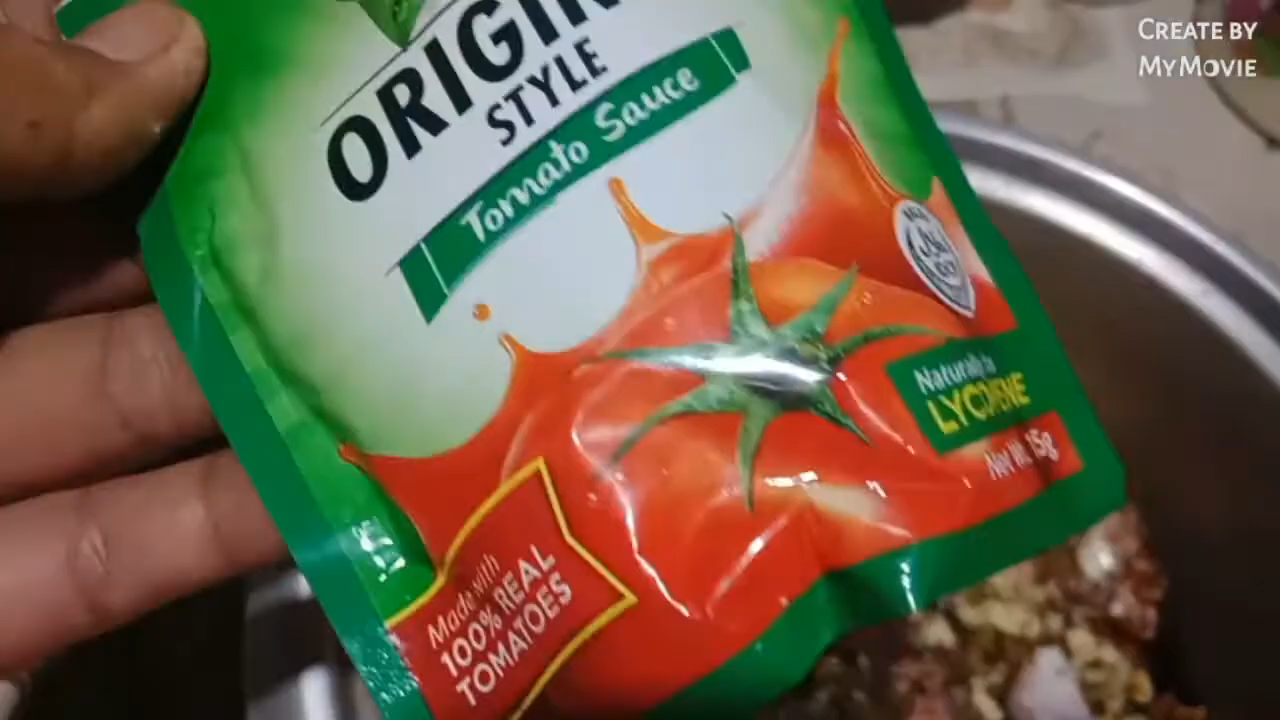 CREATE BY
MYMOVIE
STYLE
Tomato Sauce
LYCOPENE
Made with
100% REAL
TOMATOES